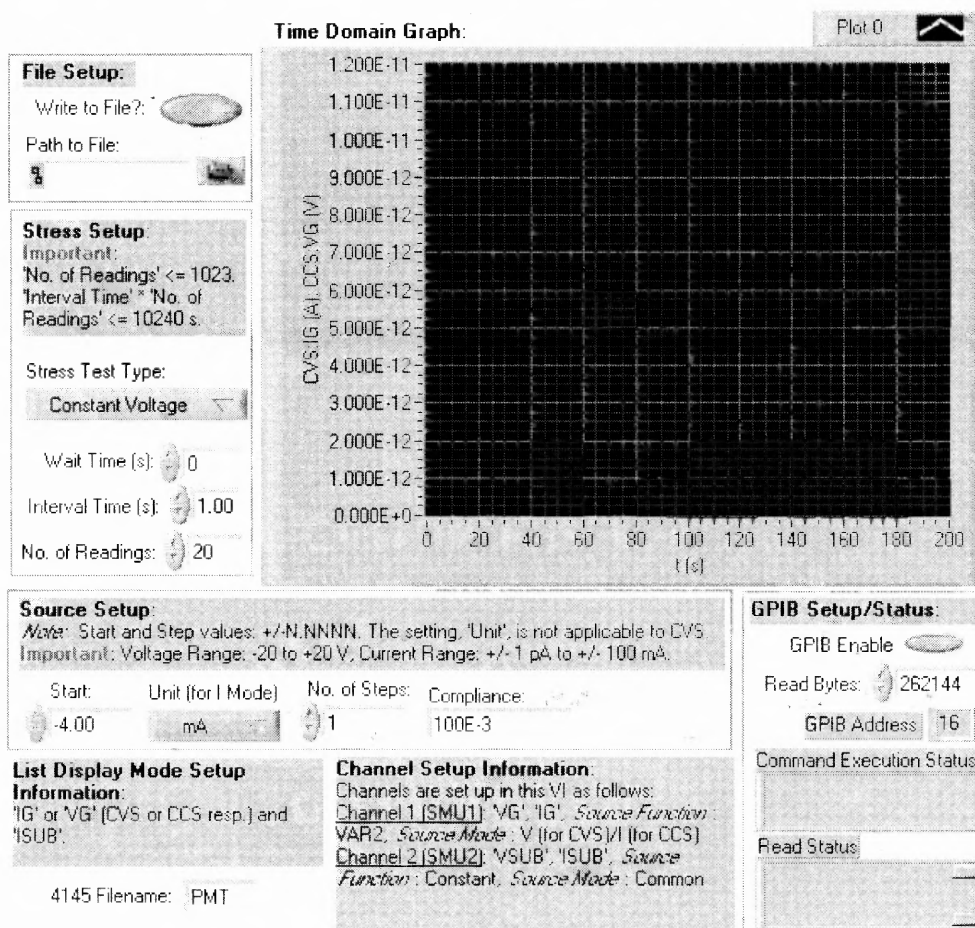 Time Domain Graph:
Plot 0
File Setup:
Write to File?:
Path to File:
Stress Setup:
Important:
'No. of Readings' <= 1023.
'Interval Time' * 'No. of
Readings' <= 10240 s.
Stress Test Type:
Constant Voltage
Wait Time (s): 0
Interval Time (s): 1.00
No. of Readings: 20
CVS:IG (A), CCS:VG (V)
1.200E-11
1.100E-11
1.000E-11
9.000E-12
8.000E-12
7.000E-12
6.000E-12
5.000E-12
4.000E-12
3.000E-12
2.000E-12
1.000E-12
0.000E+0
0 20 40 60 80 100 120 140 160 180 200
t (s)
Source Setup:
Note: Start and Step values: +/-N.NNNN. The setting, 'Unit', is not applicable to CVS
Important: Voltage Range: -20 to +20 V, Current Range: +/- 1 pA to +/- 100 mA.
Start: Unit (for I Mode) No. of Steps: Compliance:
-4.00 mA 1 100E-3
GPIB Setup/Status:
GPIB Enable
Read Bytes: 262144
GPIB Address 16
Command Execution Status
Read Status
List Display Mode Setup
Information:
'IG' or 'VG' (CVS or CCS resp.) and
'ISUB'.
4145 Filename: PMT
Channel Setup Information:
Channels are set up in this VI as follows:
Channel 1 (SMU1): 'VG', 'IG', Source Function :
VAR2, Source Mode : V (for CVS)/I (for CCS)
Channel 2 (SMU2): 'VSUB', 'ISUB', Source
Function : Constant, Source Mode : Common